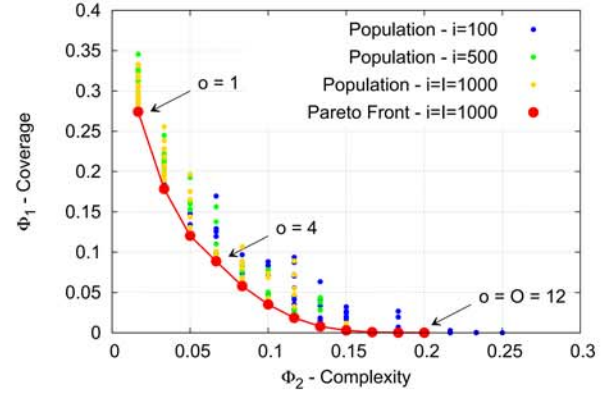 0.4
0.35
0.3
0.25
0.2
0.15
0.1
0.05
0
Φ1 - Coverage
Population - i=100
Population - i=500
Population - i=I=1000
Pareto Front - i=I=1000
o = 1
o = 4
o = O = 12
0 0.05 0.1 0.15 0.2 0.25 0.3
Φ2 - Complexity